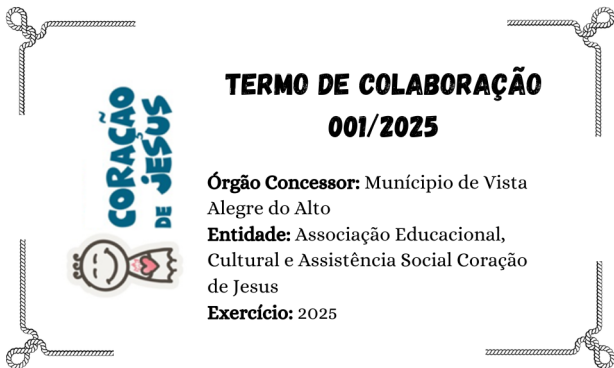 CORAÇÃO
DE JESUS
TERMO DE COLABORAÇÃO
001/2025
Órgão Concessor: Munícipio de Vista
Alegre do Alto
Entidade: Associação Educacional,
Cultural e Assistência Social Coração
de Jesus
Exercício: 2025